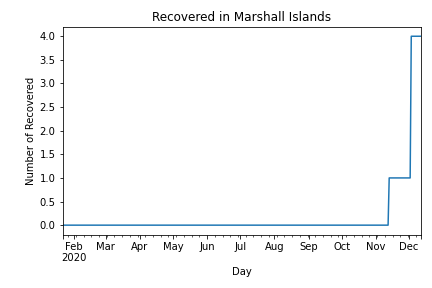 Recovered in Marshall Islands
Number of Recovered
4.0
3.5
3.0
2.5
2.0
1.5
1.0
0.5
0.0
Feb Mar Apr May Jun Jul Aug Sep Oct Nov Dec
2020
Day